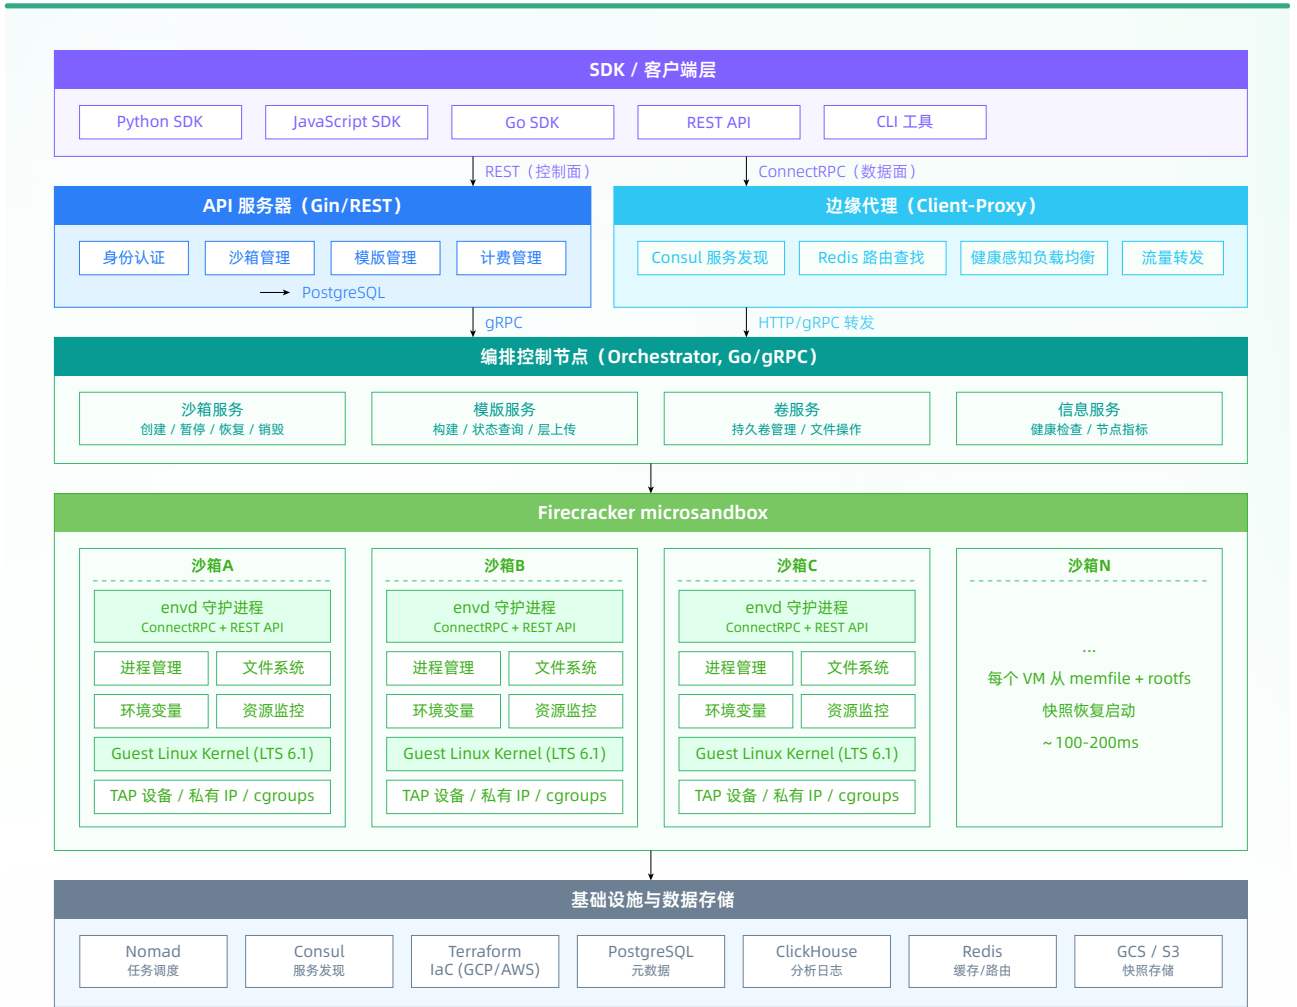 SDK / 客户端层
Python SDK
JavaScript SDK
Go SDK
REST API
CLI 工具
REST（控制面）
ConnectRPC（数据面）
API 服务器（Gin/REST）
身份认证
沙箱管理
模版管理
计费管理
PostgreSQL
边缘代理（Client-Proxy）
Consul 服务发现
Redis 路由查找
健康感知负载均衡
流量转发
gRPC
HTTP/gRPC 转发
编排控制节点（Orchestrator, Go/gRPC）
沙箱服务
创建 / 暂停 / 恢复 / 销毁
模版服务
构建 / 状态查询 / 层上传
卷服务
持久卷管理 / 文件操作
信息服务
健康检查 / 节点指标
Firecracker microsandbox
沙箱A
envd 守护进程
ConnectRPC + REST API
进程管理
文件系统
环境变量
资源监控
Guest Linux Kernel (LTS 6.1)
TAP 设备 / 私有 IP / cgroups
沙箱B
envd 守护进程
ConnectRPC + REST API
进程管理
文件系统
环境变量
资源监控
Guest Linux Kernel (LTS 6.1)
TAP 设备 / 私有 IP / cgroups
沙箱C
envd 守护进程
ConnectRPC + REST API
进程管理
文件系统
环境变量
资源监控
Guest Linux Kernel (LTS 6.1)
TAP 设备 / 私有 IP / cgroups
沙箱N
...
每个 VM 从 memfile + rootfs
快照恢复启动
~ 100-200ms
基础设施与数据存储
Nomad
任务调度
Consul
服务发现
Terraform
IaC (GCP/AWS)
PostgreSQL
元数据
ClickHouse
分析日志
Redis
缓存/路由
GCS / S3
快照存储